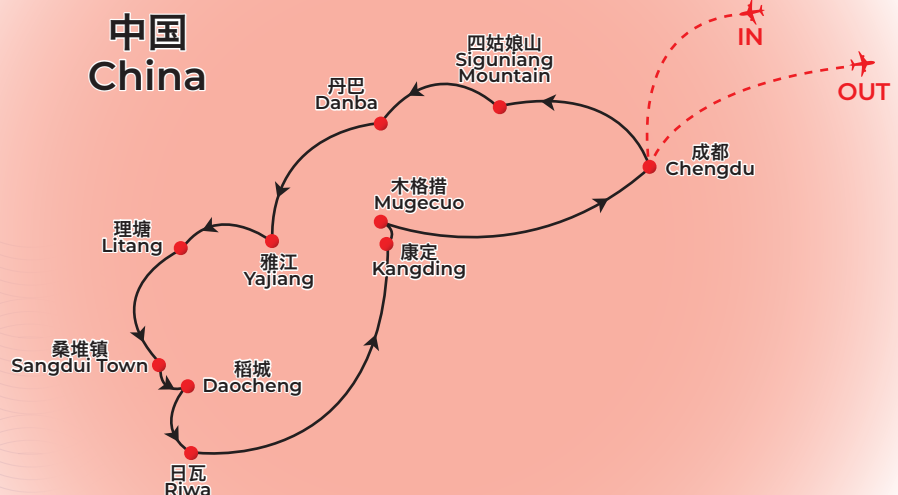 中国
China
IN
OUT
四姑娘山
Siguniang
Mountain
丹巴
Danba
成都
Chengdu
木格措
Mugecuo
康定
Kangding
理塘
Litang
雅江
Yajiang
桑堆镇
Sangdui Town
稻城
Daocheng
日瓦
Riwa